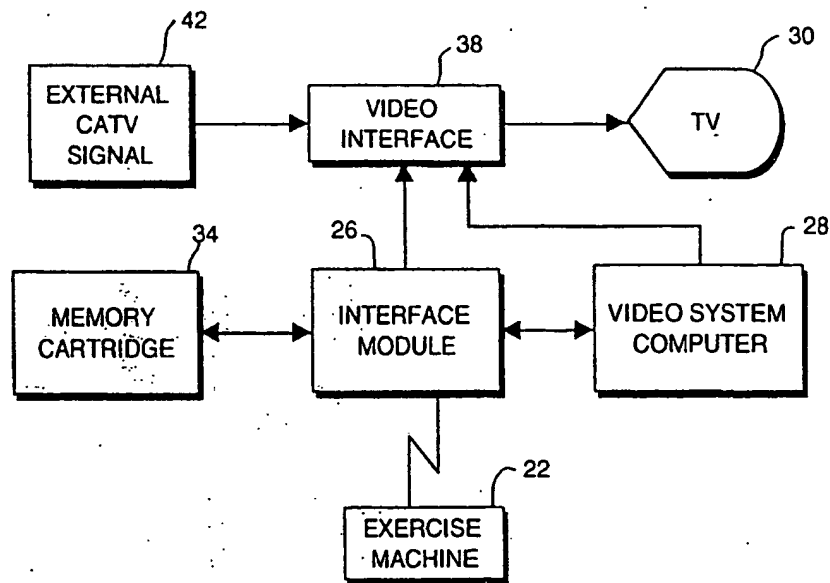 42
EXTERNAL
CATV
SIGNAL
38
VIDEO
INTERFACE
30
TV
34
MEMORY
CARTRIDGE
26
INTERFACE
MODULE
28
VIDEO SYSTEM
COMPUTER
22
EXERCISE
MACHINE